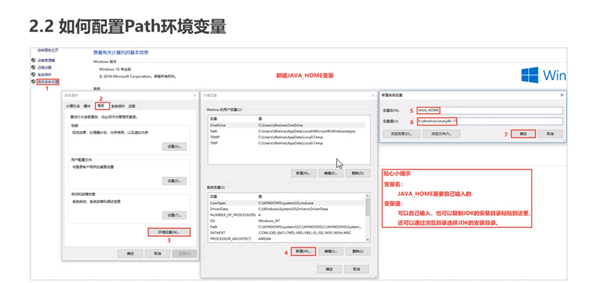 2.2 如何配置Path环境变量
控制面板主页
查看有关计算机的基本信息
设备管理器
远程设置
系统保护
高级系统设置
1
Windows 版本
Windows 10 专业版
© 2018 Microsoft Corporation。保留所有权利。
系统
新建JAVA_HOME变量
Win
系统属性
2
计算机名
硬件
高级
系统保护
远程
要进行大多数更改，你必须作为管理员登录。
性能
视觉效果，处理器计划，内存使用，以及虚拟内存
设置(S)...
用户配置文件
与登录帐户相关的桌面设置
设置(E)...
启动和故障恢复
系统启动、系统故障和调试信息
设置(T)...
环境变量(N)...
3
确定
取消
应用(A)
环境变量
itheima 的用户变量(U)
变量
值
OneDrive
C:\Users\itheima\OneDrive
Path
C:\Users\itheima\AppData\Local\Microsoft\WindowsApps;
TEMP
C:\Users\itheima\AppData\Local\Temp
TMP
C:\Users\itheima\AppData\Local\Temp
新建(N)...
编辑(E)...
删除(D)
系统变量(S)
变量
值
ComSpec
C:\WINDOWS\system32\cmd.exe
DriverData
C:\Windows\System32\Drivers\DriverData
NUMBER_OF_PROCESSORS
4
OS
Windows_NT
Path
PATHEXT
.COM;.EXE;.BAT;.CMD;.VBS;.VBE;.JS;.JSE;.WSF;.WSH;.MSC
PROCESSOR_ARCHITECT
AMD64
4
新建(W)...
编辑(I)...
删除(L)
确定
取消
新建系统变量
变量名(N):
5
JAVA_HOME
变量值(V):
6
浏览目录(D)...
浏览文件(F)...
7
确定
取消
贴心小提示
变量名：
JAVA_HOME是要自己输入的
变量值：
可以自己输入，也可以复制JDK的安装目录粘贴到这里，
还可以通过浏览目录选择JDK的安装目录。